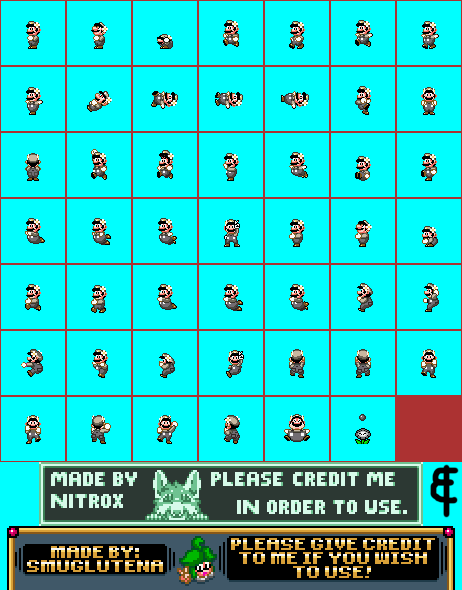 MADE BY
NITROX
PLEASE CREDIT ME
IN ORDER TO USE.
MADE BY:
SMUGLUTENA
PLEASE GIVE CREDIT
TO ME IF YOU WISH
TO USE!